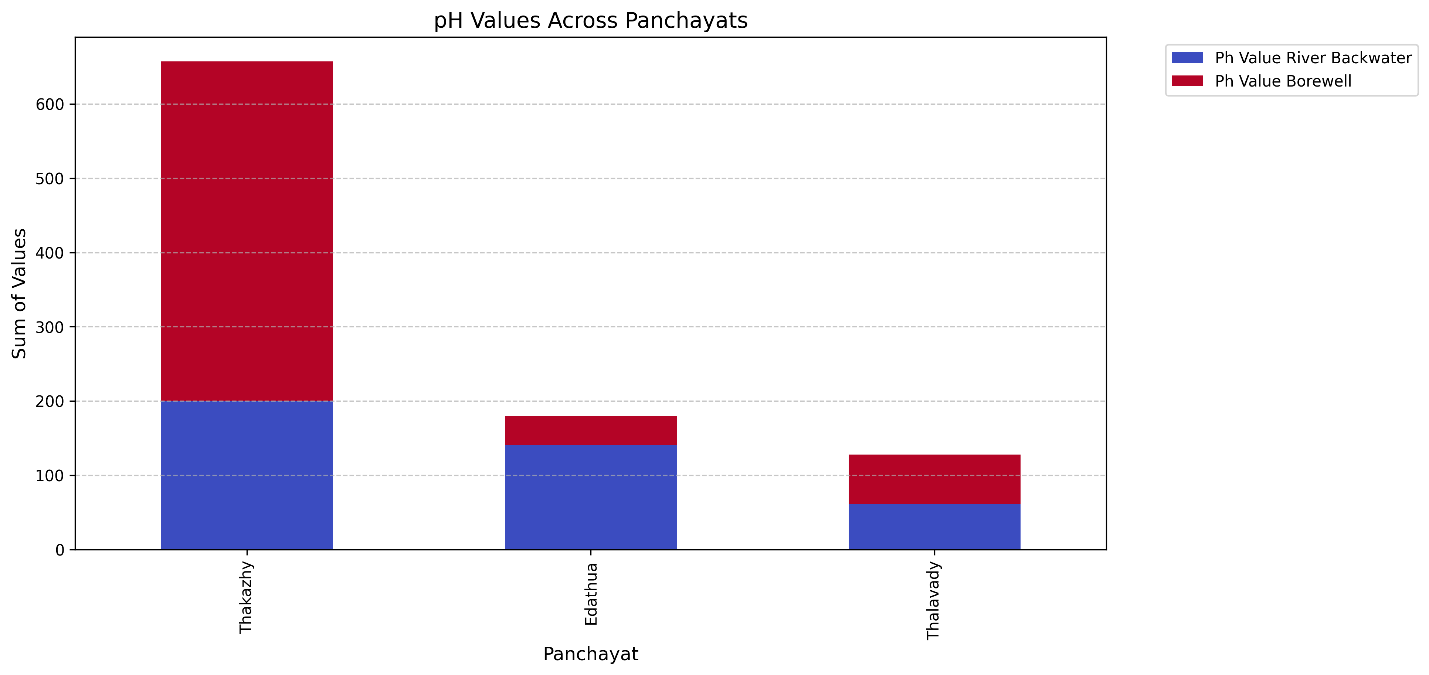 pH Values Across Panchayats
Ph Value River Backwater
Ph Value Borewell
Sum of Values
600
500
400
300
200
100
0
Thakazhy
Edathua
Thalavady
Panchayat